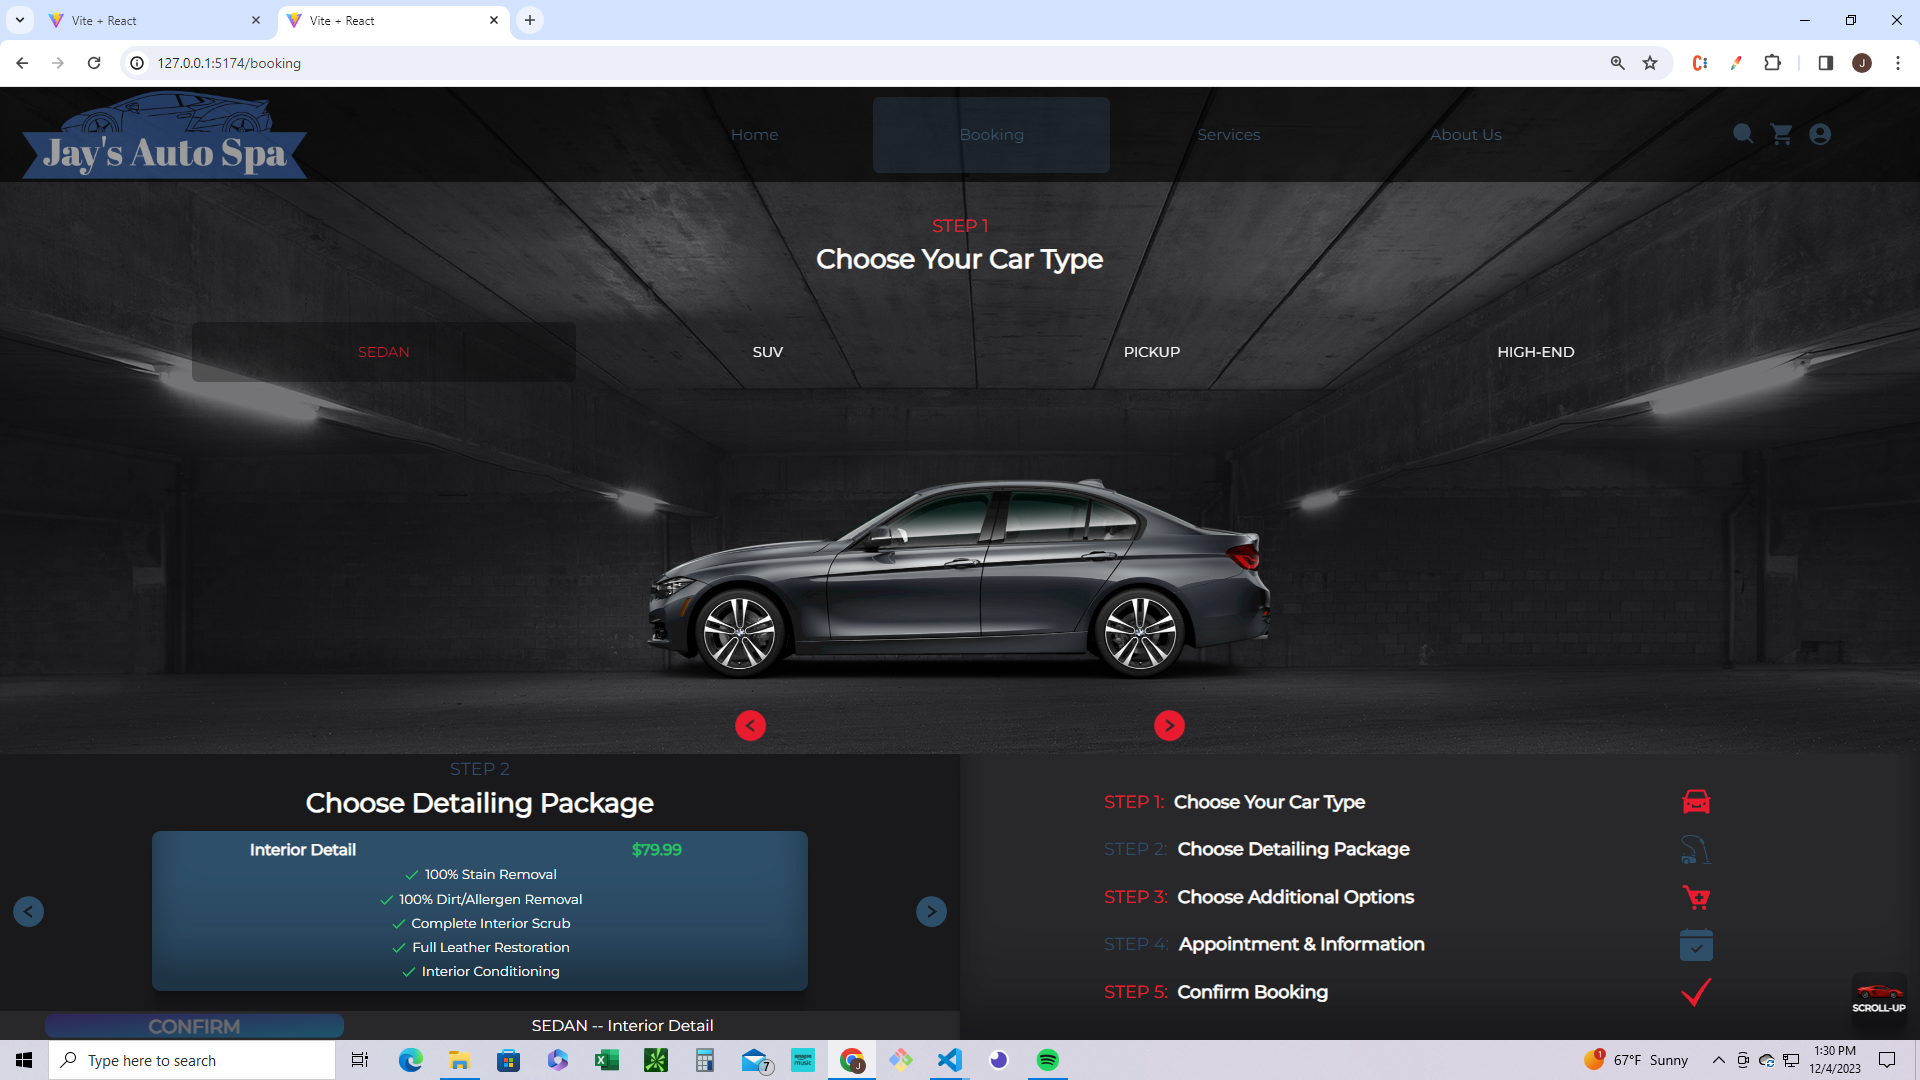 Vite + React
Vite + React
127.0.0.1:5174/booking
J
Jay's Auto Spa
Home
Booking
Services
About Us
STEP 1
Choose Your Car Type
SEDAN
SUV
PICKUP
HIGH-END
STEP 2
Choose Detailing Package
Interior Detail $79.99
100% Stain Removal
100% Dirt/Allergen Removal
Complete Interior Scrub
Full Leather Restoration
Interior Conditioning
CONFIRM
SEDAN -- Interior Detail
STEP 1: Choose Your Car Type
STEP 2: Choose Detailing Package
STEP 3: Choose Additional Options
STEP 4: Appointment & Information
STEP 5: Confirm Booking
SCROLL-UP
Type here to search
7
amazon music
J
1
67°F Sunny
1:30 PM
12/4/2023